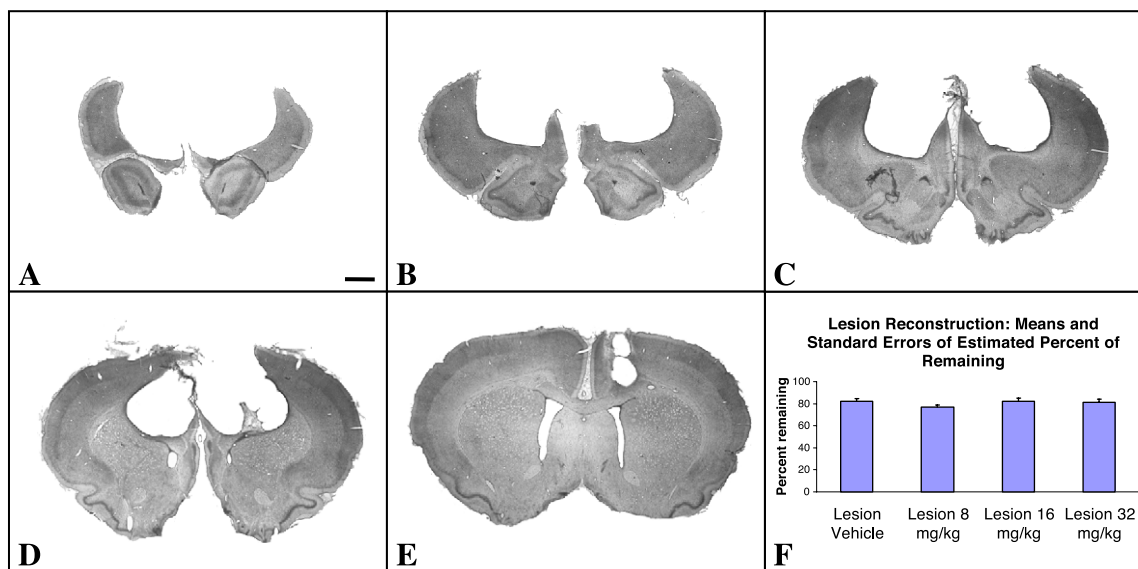 A
B
C
D
E
F
Lesion Reconstruction: Means and
Standard Errors of Estimated Percent of
Remaining
Percent remaining
100
80
60
40
20
0
Lesion
Vehicle
Lesion 8
mg/kg
Lesion 16
mg/kg
Lesion 32
mg/kg